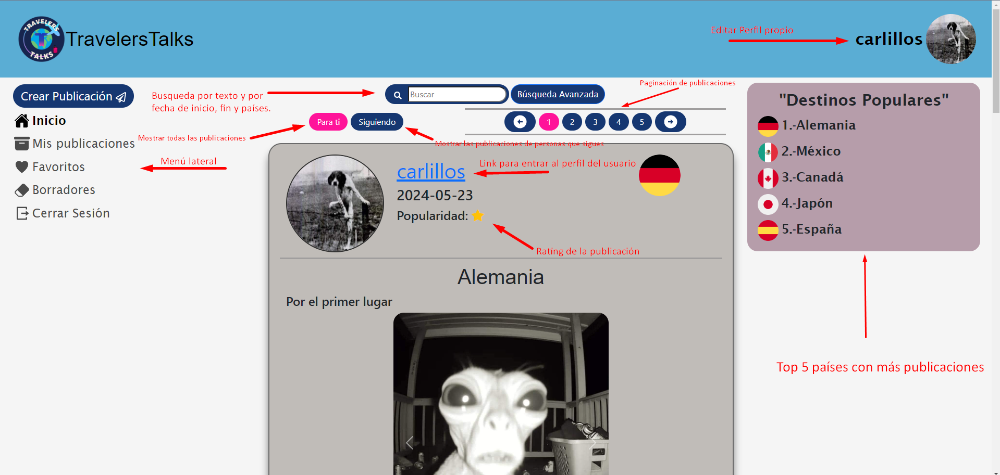 TRAVELERS
TALKS
TravelersTalks
Editar Perfil propio
carlillos
Crear Publicación
Inicio
Mis publicaciones
Favoritos
Borradores
Cerrar Sesión
Menú lateral
Busqueda por texto y por
fecha de inicio, fin y países.
Buscar
Búsqueda Avanzada
Paginación de publicaciones
Para ti
Siguiendo
1 2 3 4 5
Mostrar todas las publicaciones
Mostrar las publicaciones de personas que sigues
carlillos
Link para entrar al perfil del usuario
2024-05-23
Popularidad:
Rating de la publicación
Alemania
Por el primer lugar
"Destinos Populares"
1.-Alemania
2.-México
3.-Canadá
4.-Japón
5.-España
Top 5 países con más publicaciones